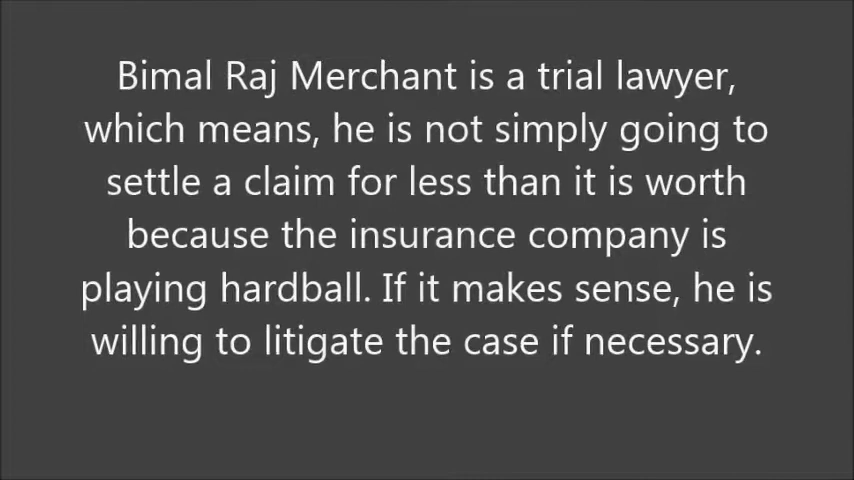 Bimal Raj Merchant is a trial lawyer,
which means, he is not simply going to
settle a claim for less than it is worth
because the insurance company is
playing hardball. If it makes sense, he is
willing to litigate the case if necessary.